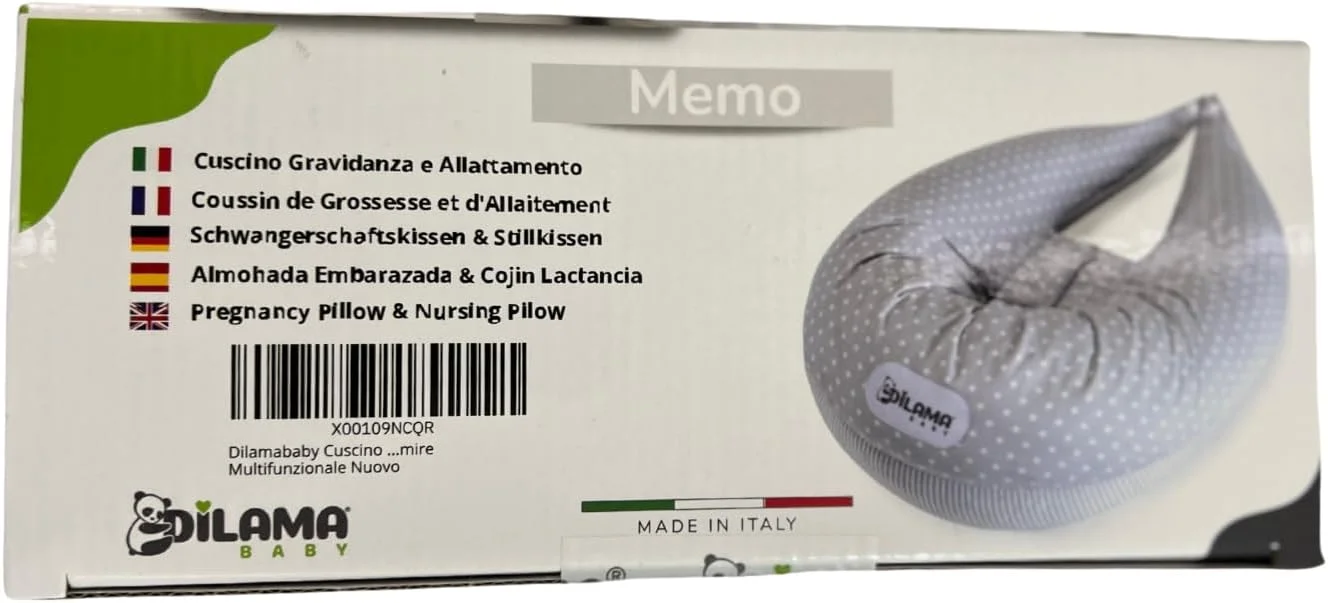 Memo
Cuscino Gravidanza e Allattamento
Coussin de Grossesse et d'Allaitement
Schwangerschaftskissen & Stillkissen
Almohada Embarazada & Cojin Lactancia
Pregnancy Pillow & Nursing Pilow
X00109NCQR
Dilamababy Cuscino ...mire
Multifunzionale Nuovo
DiLAMA
BABY
DiLAMA
BABY
MADE IN ITALY
®